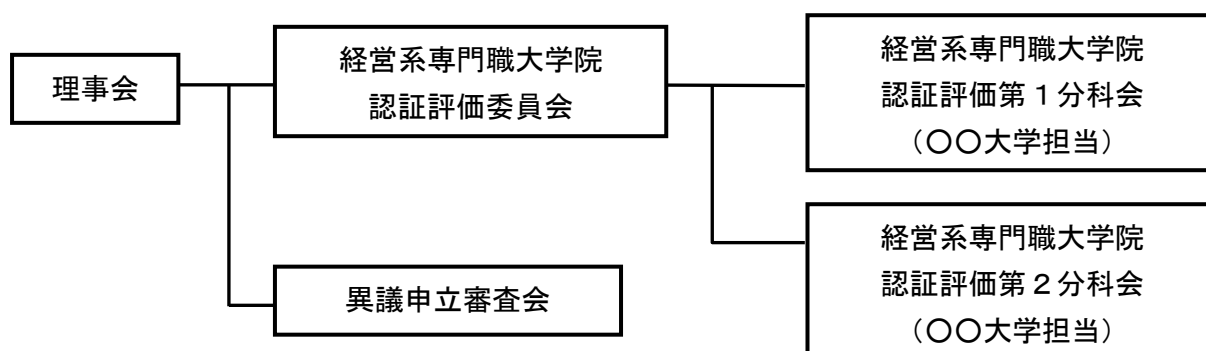 理事会
経営系専門職大学院
認証評価委員会
異議申立審査会
経営系専門職大学院
認証評価第１分科会
（〇〇大学担当）
経営系専門職大学院
認証評価第２分科会
（〇〇大学担当）